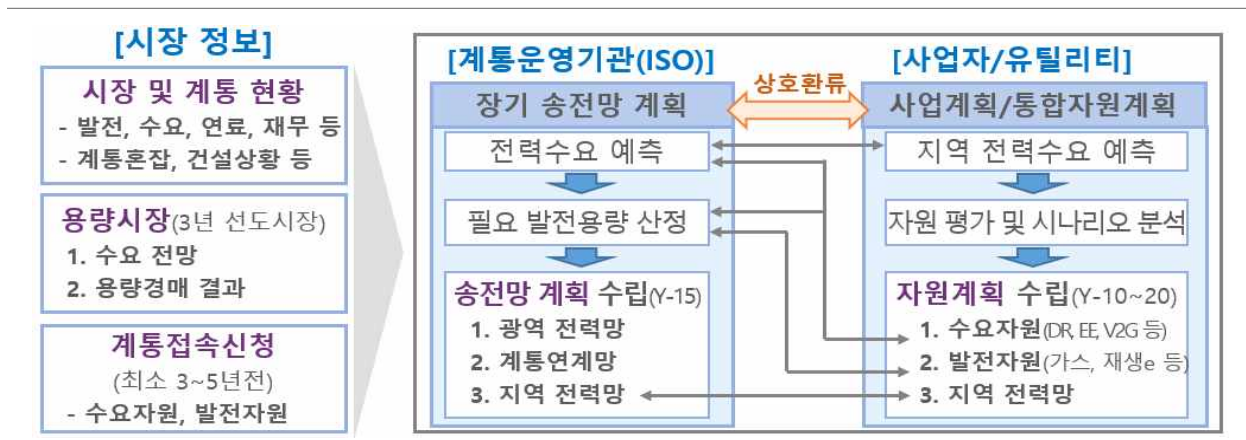 [시장 정보]
시장 및 계통 현황
- 발전, 수요, 연료, 재무 등
- 계통혼잡, 건설상황 등
용량시장(3년 선도시장)
1. 수요 전망
2. 용량경매 결과
계통접속신청
(최소 3~5년전)
- 수요자원, 발전자원
[계통운영기관(ISO)]
장기 송전망 계획
전력수요 예측
필요 발전용량 산정
송전망 계획 수립(Y-15)
1. 광역 전력망
2. 계통연계망
3. 지역 전력망
상호환류
[사업자/유틸리티]
사업계획/통합자원계획
지역 전력수요 예측
자원 평가 및 시나리오 분석
자원계획 수립(Y-10~20)
1. 수요자원(DR, EE, V2G 등)
2. 발전자원(가스, 재생e 등)
3. 지역 전력망